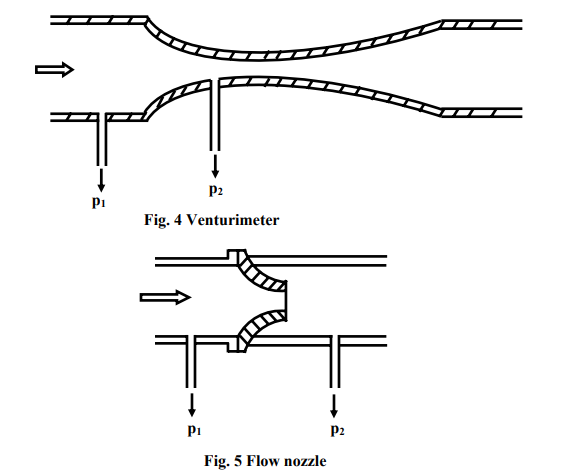 p₁
p₂
Fig. 4 Venturimeter
p₁
p₂
Fig. 5 Flow nozzle